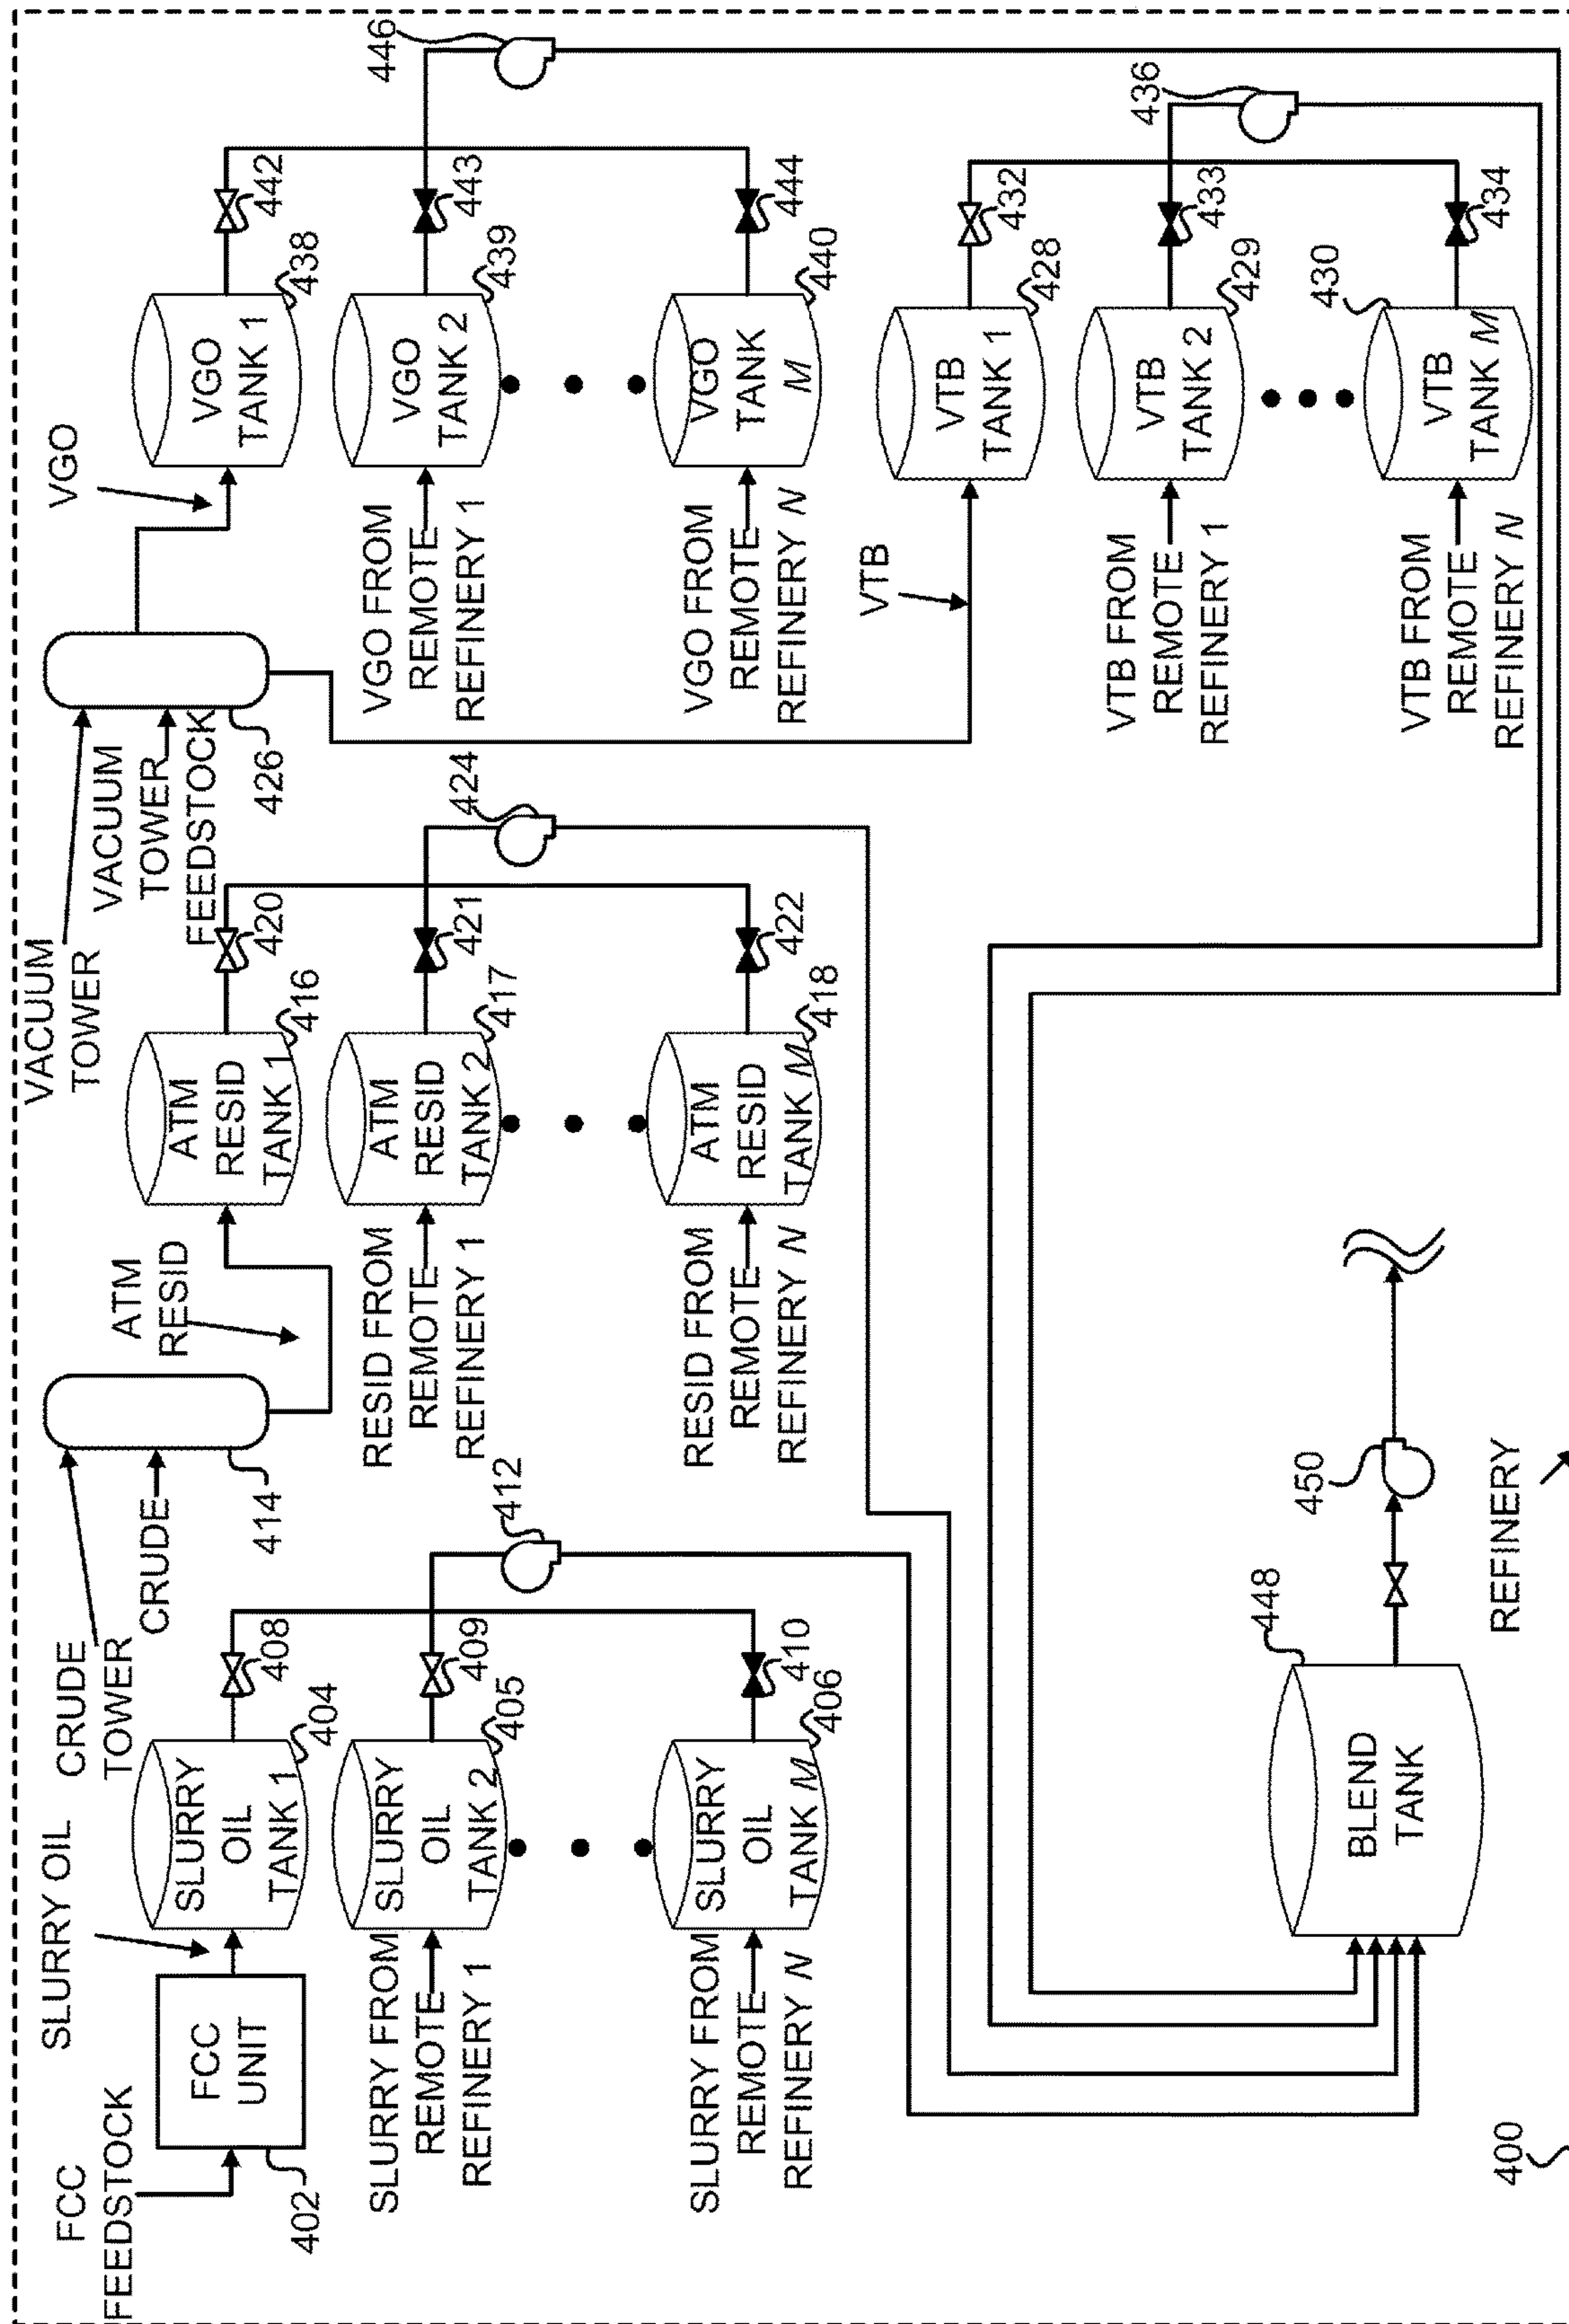 FCC
FEEDSTOCK
402
FCC
UNIT
SLURRY OIL
SLURRY
OIL
TANK 1
404
408
SLURRY FROM
REMOTE
REFINERY 1
SLURRY
OIL
TANK 2
405
409
SLURRY FROM
REMOTE
REFINERY N
SLURRY
OIL
TANK M
406
410
412
CRUDE
TOWER
CRUDE
414
ATM
RESID
ATM
RESID
TANK 1
416
420
RESID FROM
REMOTE
REFINERY 1
ATM
RESID
TANK 2
417
421
RESID FROM
REMOTE
REFINERY N
ATM
RESID
TANK M
418
422
424
VACUUM
TOWER
VACUUM
TOWER
FEEDSTOCK
426
VGO
VGO
TANK 1
438
442
VGO FROM
REMOTE
REFINERY 1
VGO
TANK 2
439
443
VGO FROM
REMOTE
REFINERY N
VGO
TANK
M
440
444
446
VTB
VTB
TANK 1
428
432
VTB FROM
REMOTE
REFINERY 1
VTB
TANK 2
429
433
VTB FROM
REMOTE
REFINERY N
VTB
TANK M
430
434
436
BLEND
TANK
448
450
REFINERY
400